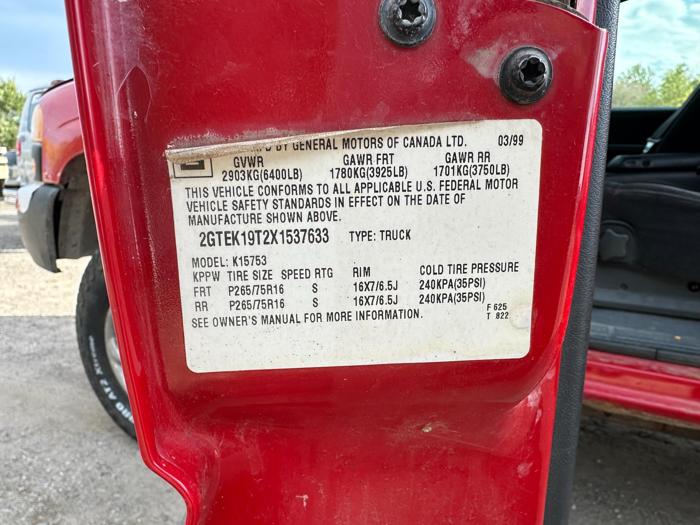 BY GENERAL MOTORS OF CANADA LTD. 03/99
GVWR GAWR FRT GAWR RR
2903KG(6400LB) 1780KG(3925LB) 1701KG(3750LB)
THIS VEHICLE CONFORMS TO ALL APPLICABLE U.S. FEDERAL MOTOR
VEHICLE SAFETY STANDARDS IN EFFECT ON THE DATE OF
MANUFACTURE SHOWN ABOVE.
2GTEK19T2X1537633 TYPE: TRUCK
MODEL: K15753
KPPW TIRE SIZE SPEED RTG RIM COLD TIRE PRESSURE
FRT P265/75R16 S 16X7/6.5J 240KPA(35PSI)
RR P265/75R16 S 16X7/6.5J 240KPA(35PSI)
SEE OWNER'S MANUAL FOR MORE INFORMATION.
F 625
T 822